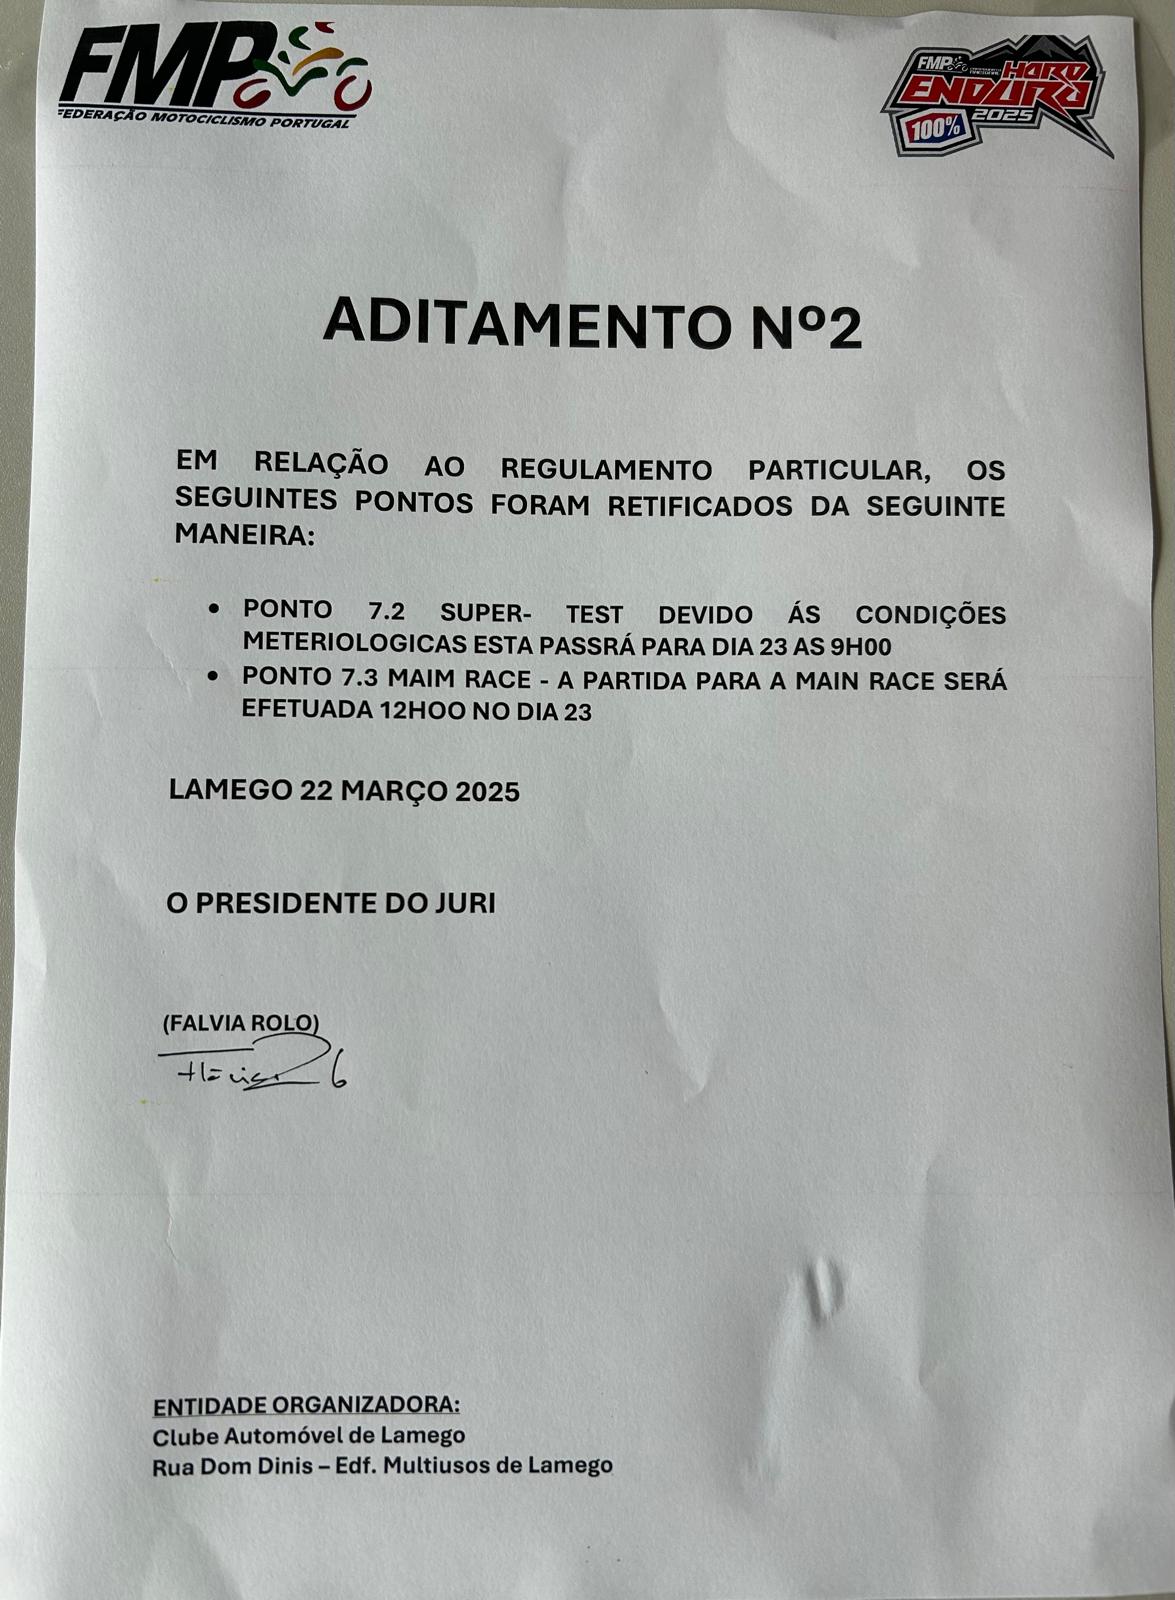 FMP
FEDERAÇÃO MOTOCICLISMO PORTUGAL
FMP
HARD
ENDURO
100% 2025
ADITAMENTO Nº2
EM RELAÇÃO AO REGULAMENTO PARTICULAR, OS
SEGUINTES PONTOS FORAM RETIFICADOS DA SEGUINTE
MANEIRA:
• PONTO 7.2 SUPER- TEST DEVIDO ÁS CONDIÇÕES
METERIOLOGICAS ESTA PASSRÁ PARA DIA 23 AS 9H00
• PONTO 7.3 MAIM RACE - A PARTIDA PARA A MAIN RACE SERÁ
EFETUADA 12HOO NO DIA 23
LAMEGO 22 MARÇO 2025
O PRESIDENTE DO JURI
(FALVIA ROLO)
ENTIDADE ORGANIZADORA:
Clube Automóvel de Lamego
Rua Dom Dinis – Edf. Multiusos de Lamego